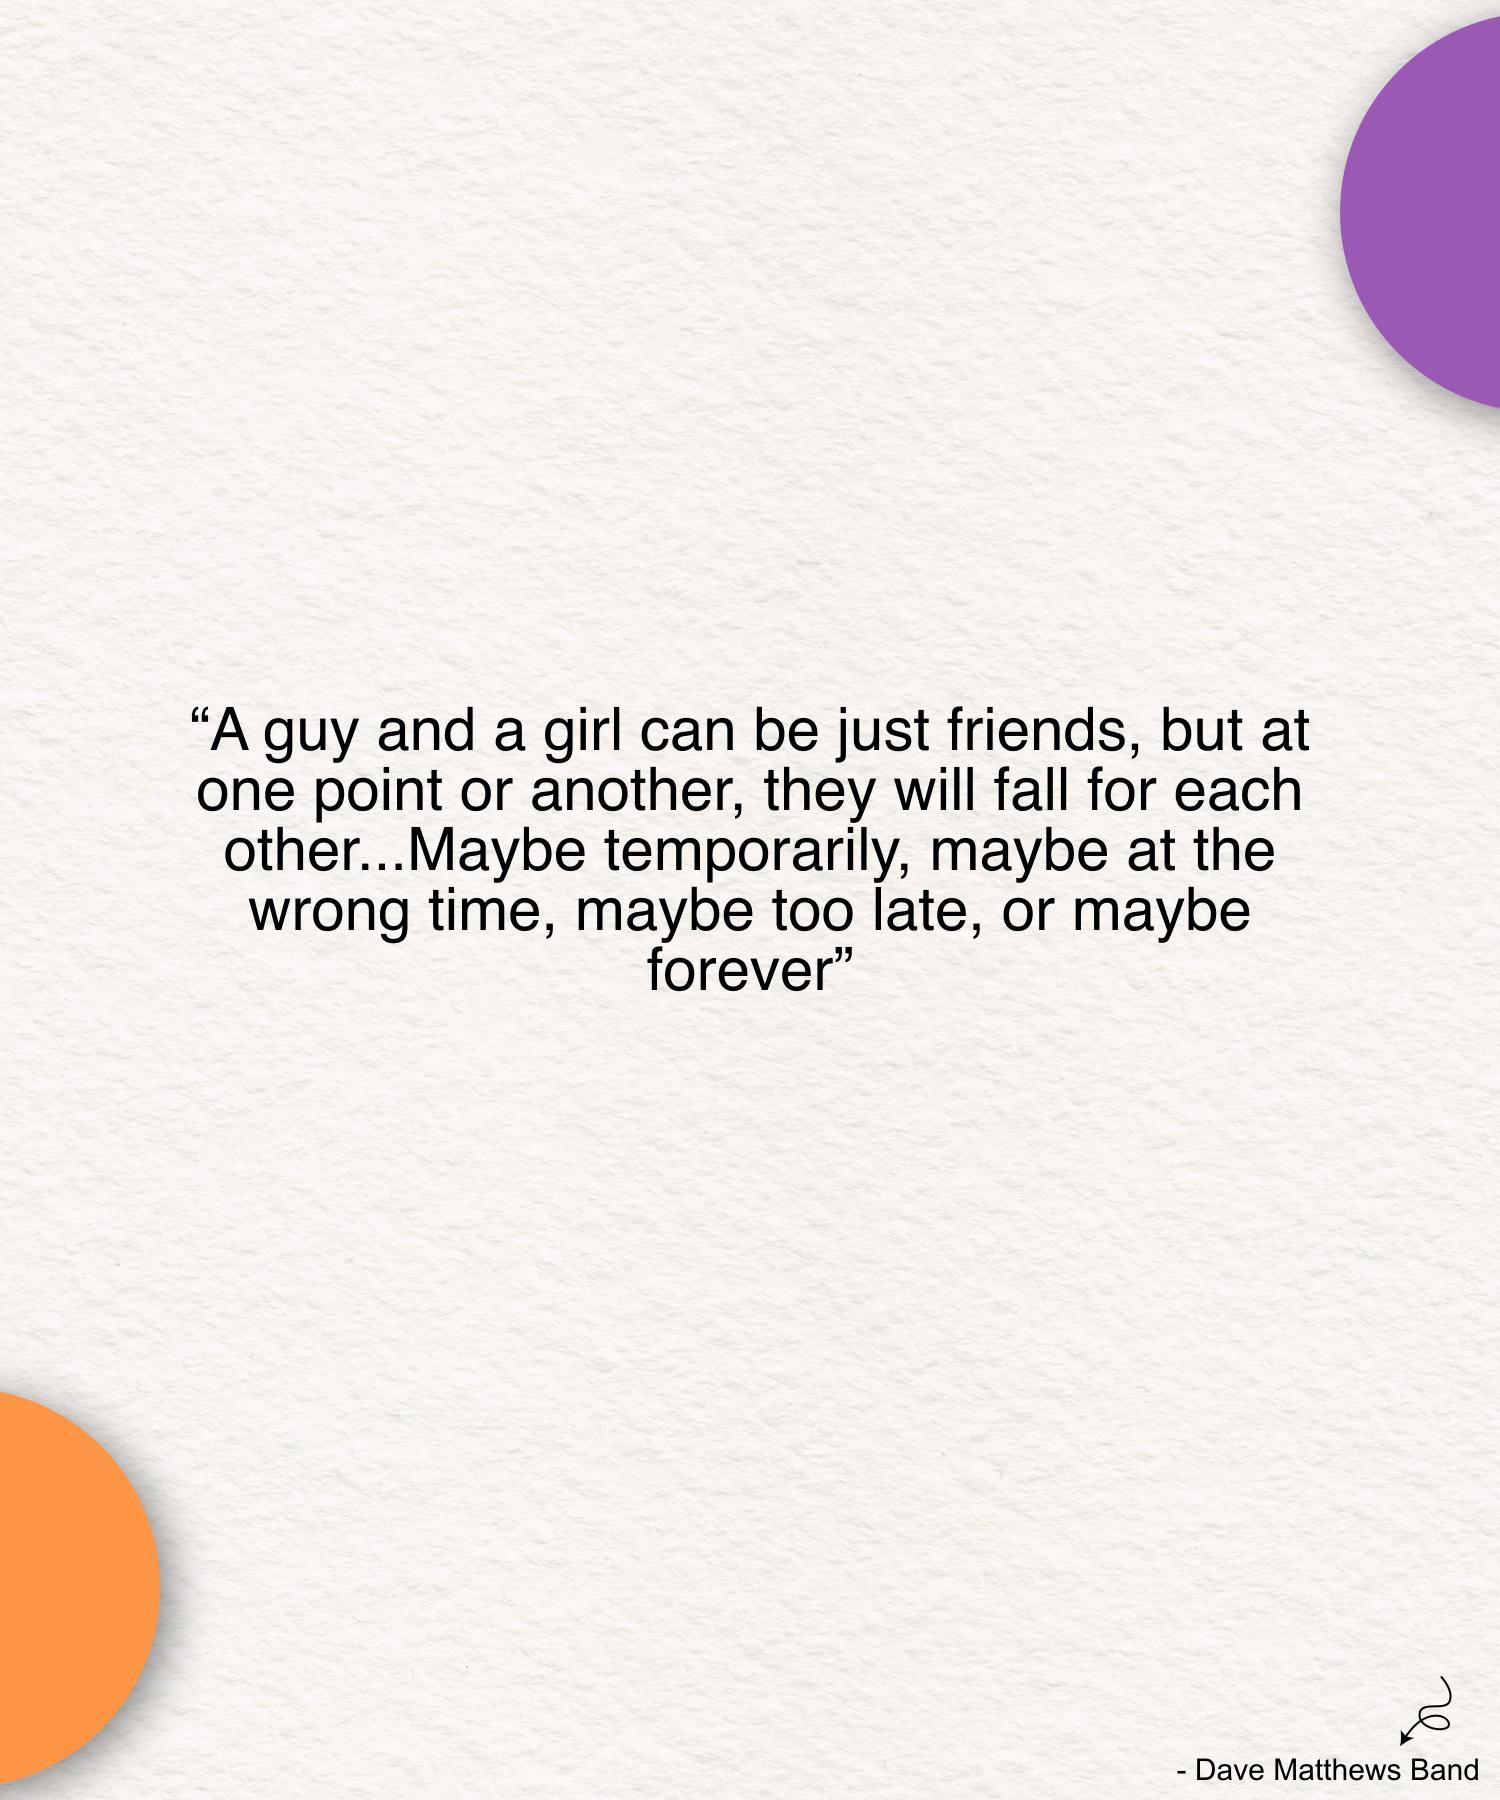 “A guy and a girl can be just friends, but at
one point or another, they will fall for each
other...Maybe temporarily, maybe at the
wrong time, maybe too late, or maybe
forever”
- Dave Matthews Band